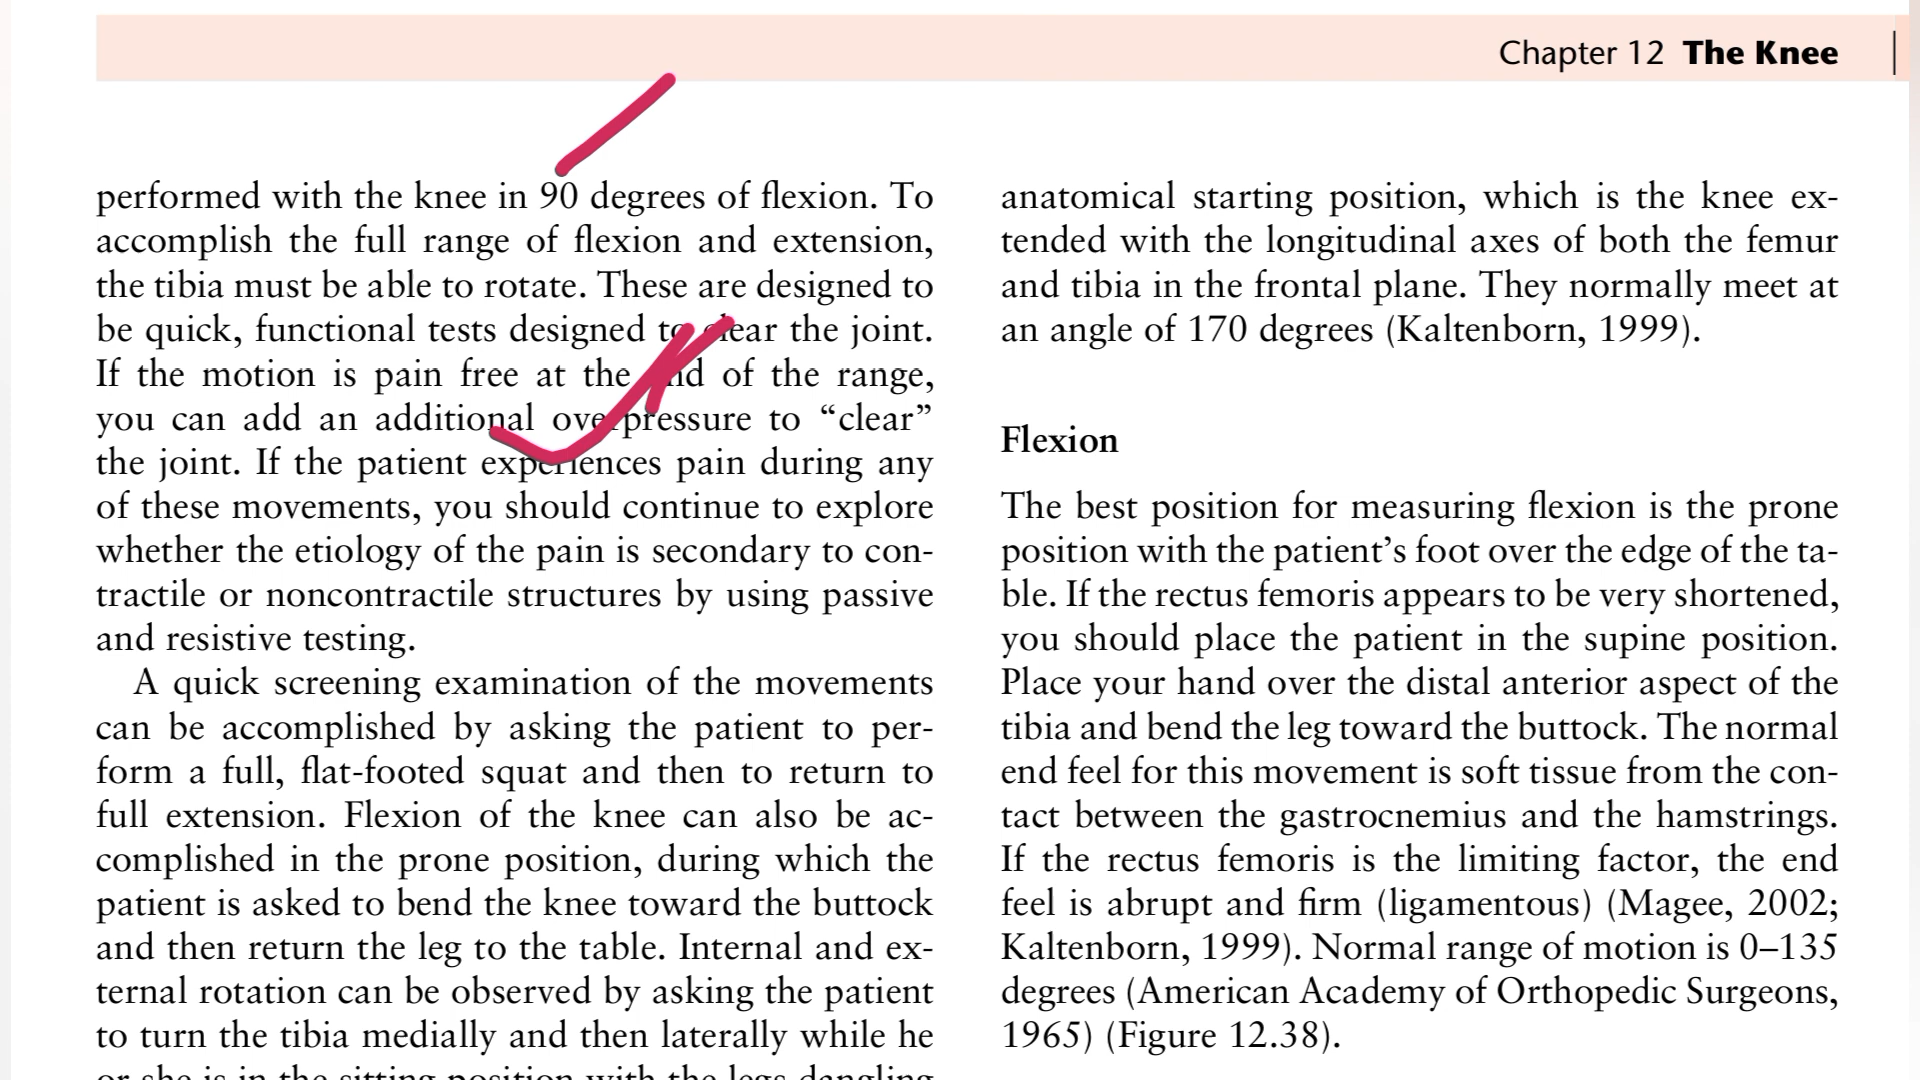 Chapter 12 The Knee
performed with the knee in 90 degrees of flexion. To
accomplish the full range of flexion and extension,
the tibia must be able to rotate. These are designed to
be quick, functional tests designed to clear the joint.
If the motion is pain free at the end of the range,
you can add an additional overpressure to “clear”
the joint. If the patient experiences pain during any
of these movements, you should continue to explore
whether the etiology of the pain is secondary to con-
tractile or noncontractile structures by using passive
and resistive testing.
A quick screening examination of the movements
can be accomplished by asking the patient to per-
form a full, flat-footed squat and then to return to
full extension. Flexion of the knee can also be ac-
complished in the prone position, during which the
patient is asked to bend the knee toward the buttock
and then return the leg to the table. Internal and ex-
ternal rotation can be observed by asking the patient
to turn the tibia medially and then laterally while he
or she is in the sitting position with the legs dangling
anatomical starting position, which is the knee ex-
tended with the longitudinal axes of both the femur
and tibia in the frontal plane. They normally meet at
an angle of 170 degrees (Kaltenborn, 1999).
Flexion
The best position for measuring flexion is the prone
position with the patient’s foot over the edge of the ta-
ble. If the rectus femoris appears to be very shortened,
you should place the patient in the supine position.
Place your hand over the distal anterior aspect of the
tibia and bend the leg toward the buttock. The normal
end feel for this movement is soft tissue from the con-
tact between the gastrocnemius and the hamstrings.
If the rectus femoris is the limiting factor, the end
feel is abrupt and firm (ligamentous) (Magee, 2002;
Kaltenborn, 1999). Normal range of motion is 0–135
degrees (American Academy of Orthopedic Surgeons,
1965) (Figure 12.38).